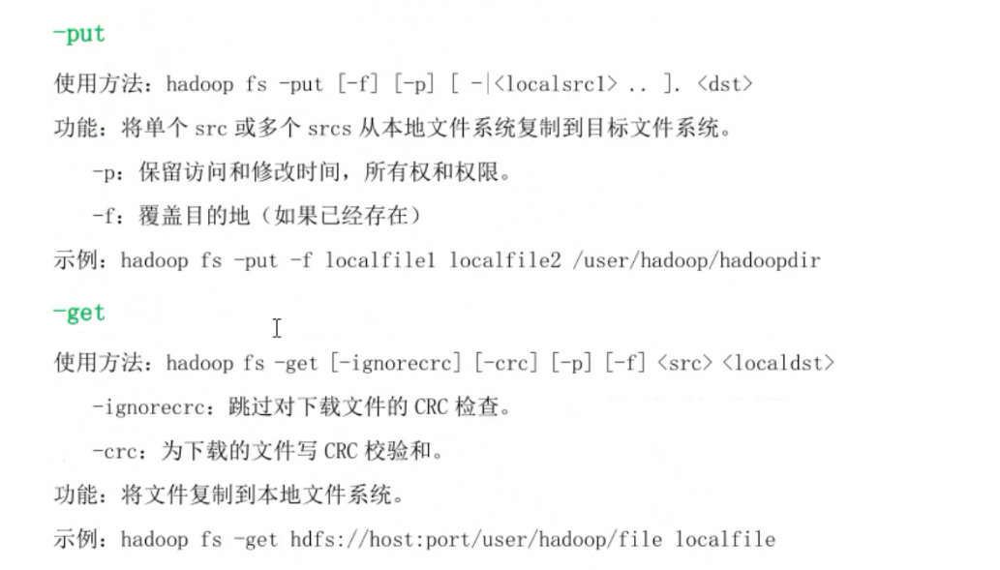 -put
使用方法：hadoop fs -put [-f] [-p] [ -|<localsrc1> .. ]. <dst>
功能：将单个 src 或多个 srcs 从本地文件系统复制到目标文件系统。
-p：保留访问和修改时间，所有权和权限。
-f：覆盖目的地（如果已经存在）
示例：hadoop fs -put -f localfile1 localfile2 /user/hadoop/hadoopdir
-get
使用方法：hadoop fs -get [-ignorecrc] [-crc] [-p] [-f] <src> <localdst>
-ignorecrc：跳过对下载文件的 CRC 检查。
-crc：为下载的文件写 CRC 校验和。
功能：将文件复制到本地文件系统。
示例：hadoop fs -get hdfs://host:port/user/hadoop/file localfile